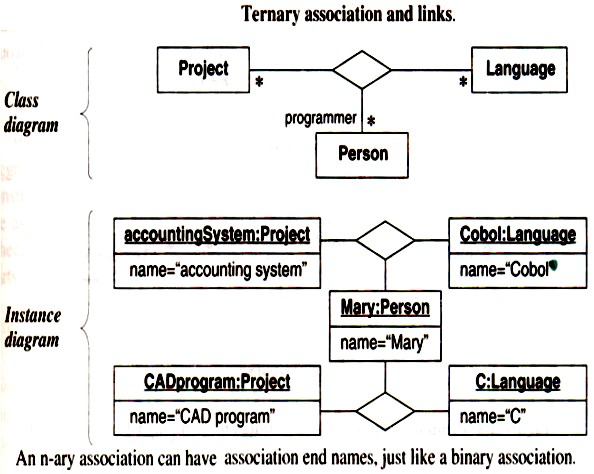 Ternary association and links.
Project
Language
*
*
Class
diagram
programmer
*
Person
accountingSystem:Project
name="accounting system"
Cobol:Language
name="Cobol"
Mary:Person
name="Mary"
Instance
diagram
CADprogram:Project
name="CAD program"
C:Language
name="C"
An n-ary association can have association end names, just like a binary association.